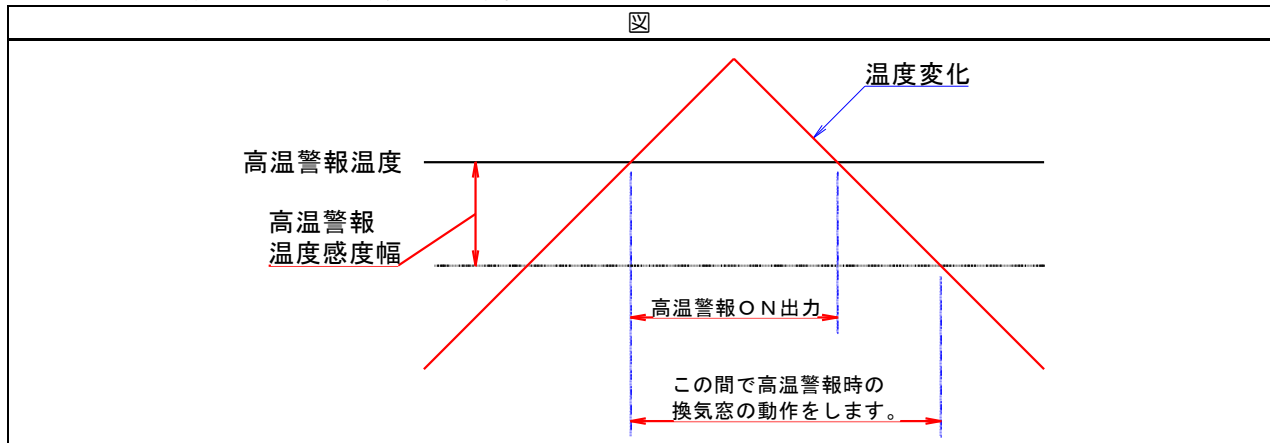 図
温度変化
高温警報温度
高温警報
温度感度幅
高温警報ＯＮ出力
この間で高温警報時の
換気窓の動作をします。